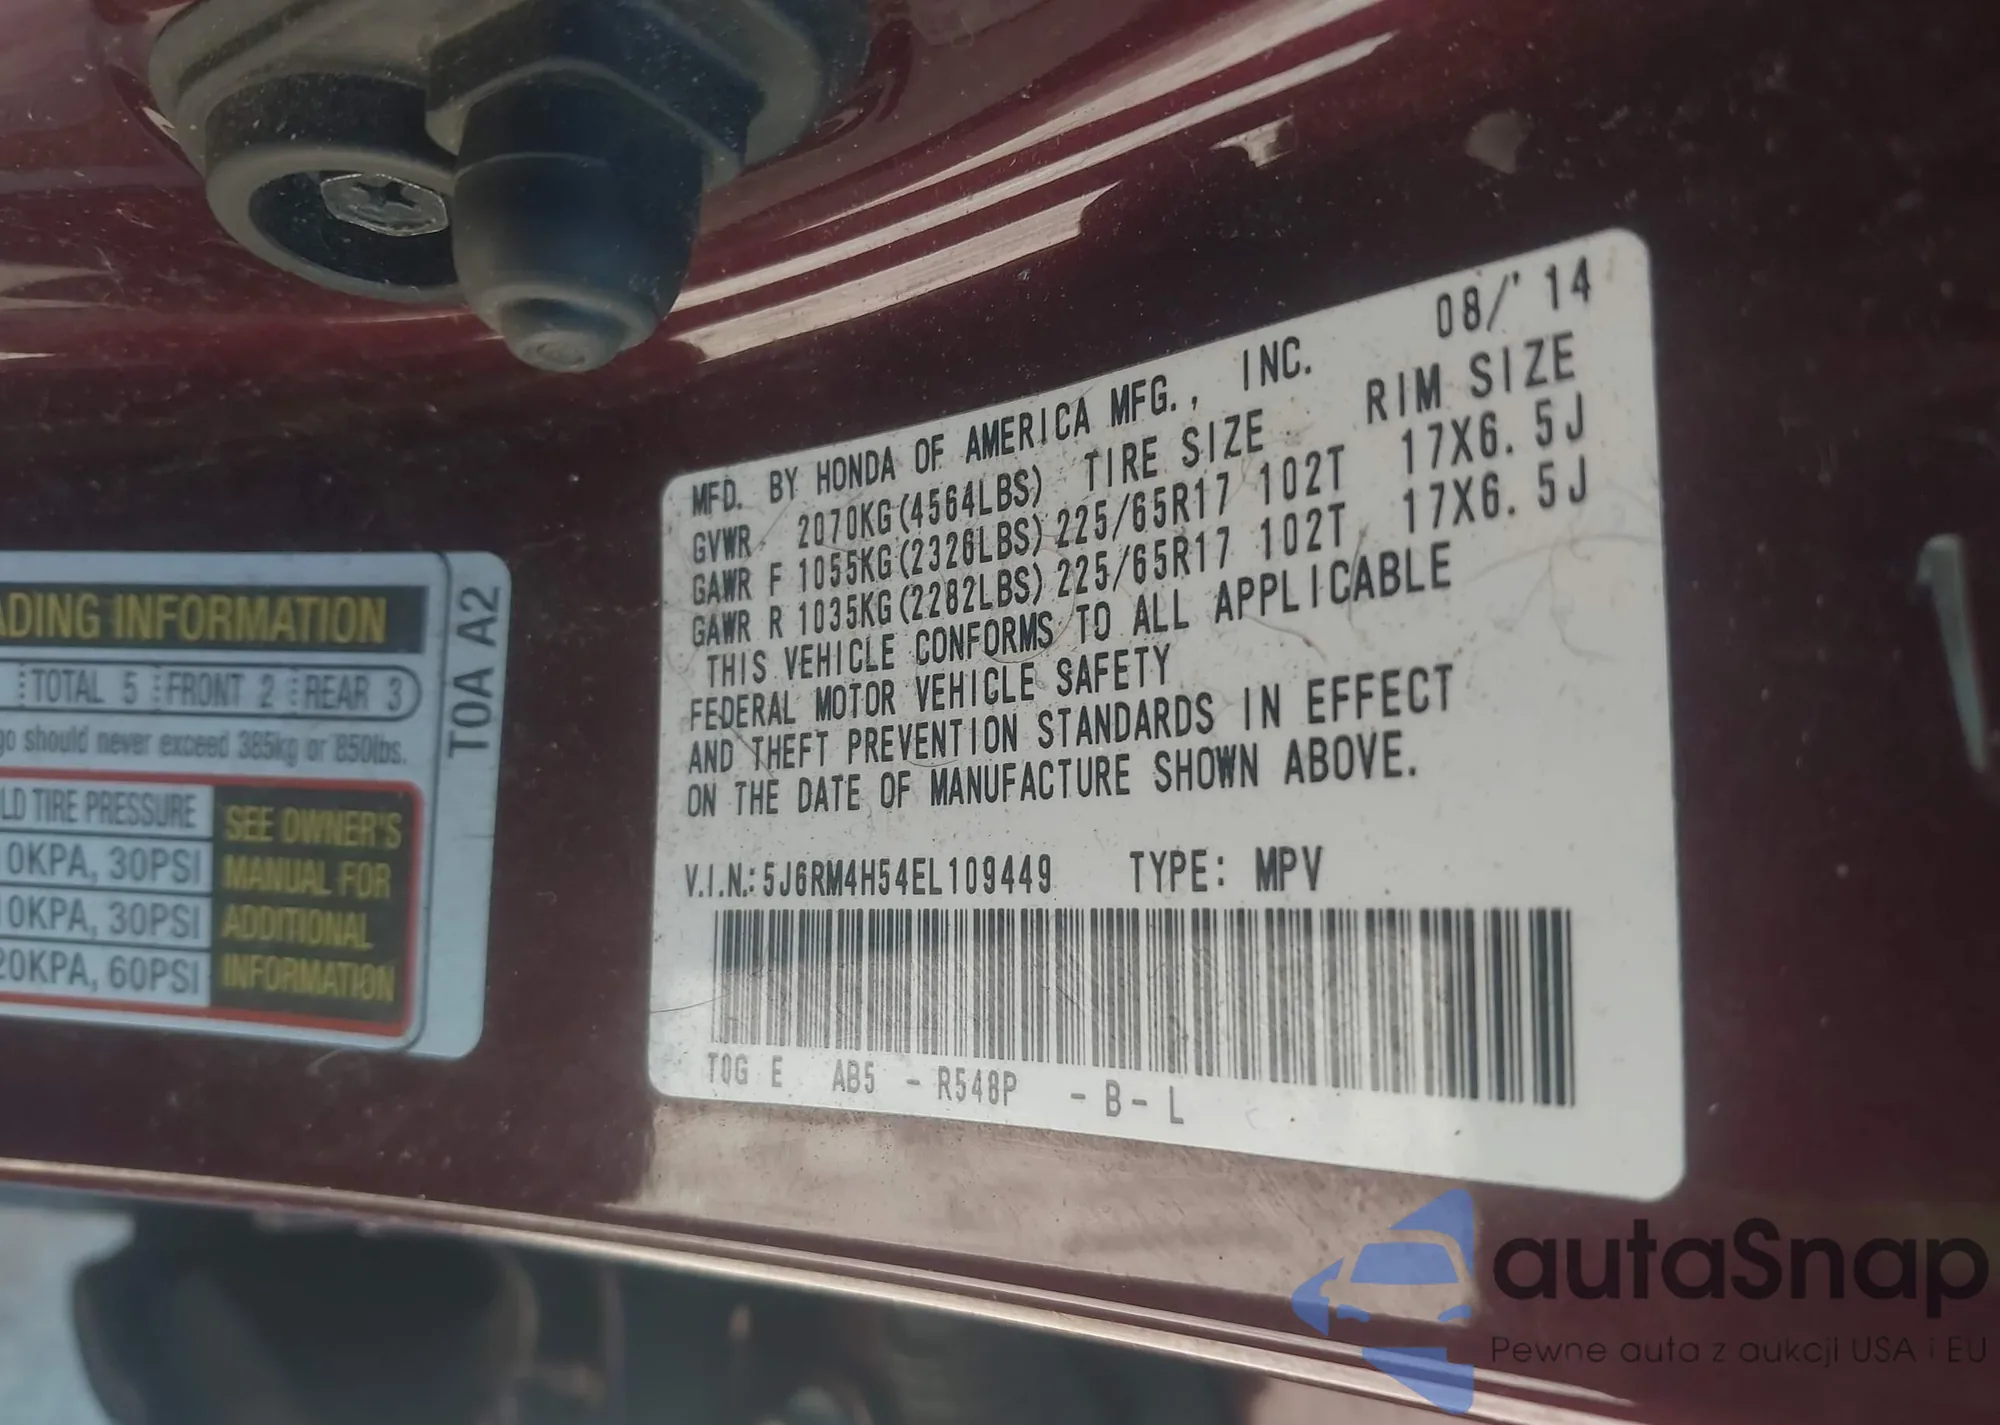 08/'14
MFD. BY HONDA OF AMERICA MFG., INC.
GVWR 2070KG(4564LBS) TIRE SIZE RIM SIZE
GAWR F 1055KG(2326LBS) 225/65R17 102T 17X6.5J
GAWR R 1035KG(2282LBS) 225/65R17 102T 17X6.5J
THIS VEHICLE CONFORMS TO ALL APPLICABLE
FEDERAL MOTOR VEHICLE SAFETY
AND THEFT PREVENTION STANDARDS IN EFFECT
ON THE DATE OF MANUFACTURE SHOWN ABOVE.
V.I.N.: 5J6RM4H54EL109449 TYPE: MPV
T0G E AB5 - R548P - B - L
ADING INFORMATION
TOTAL 5 FRONT 2 REAR 3
go should never exceed 385kg or 850lbs.
LD TIRE PRESSURE
0KPA, 30PSI
0KPA, 30PSI
20KPA, 60PSI
SEE OWNER'S
MANUAL FOR
ADDITIONAL
INFORMATION
T0A A2
autaSnap
Pewne auta z aukcji USA i EU